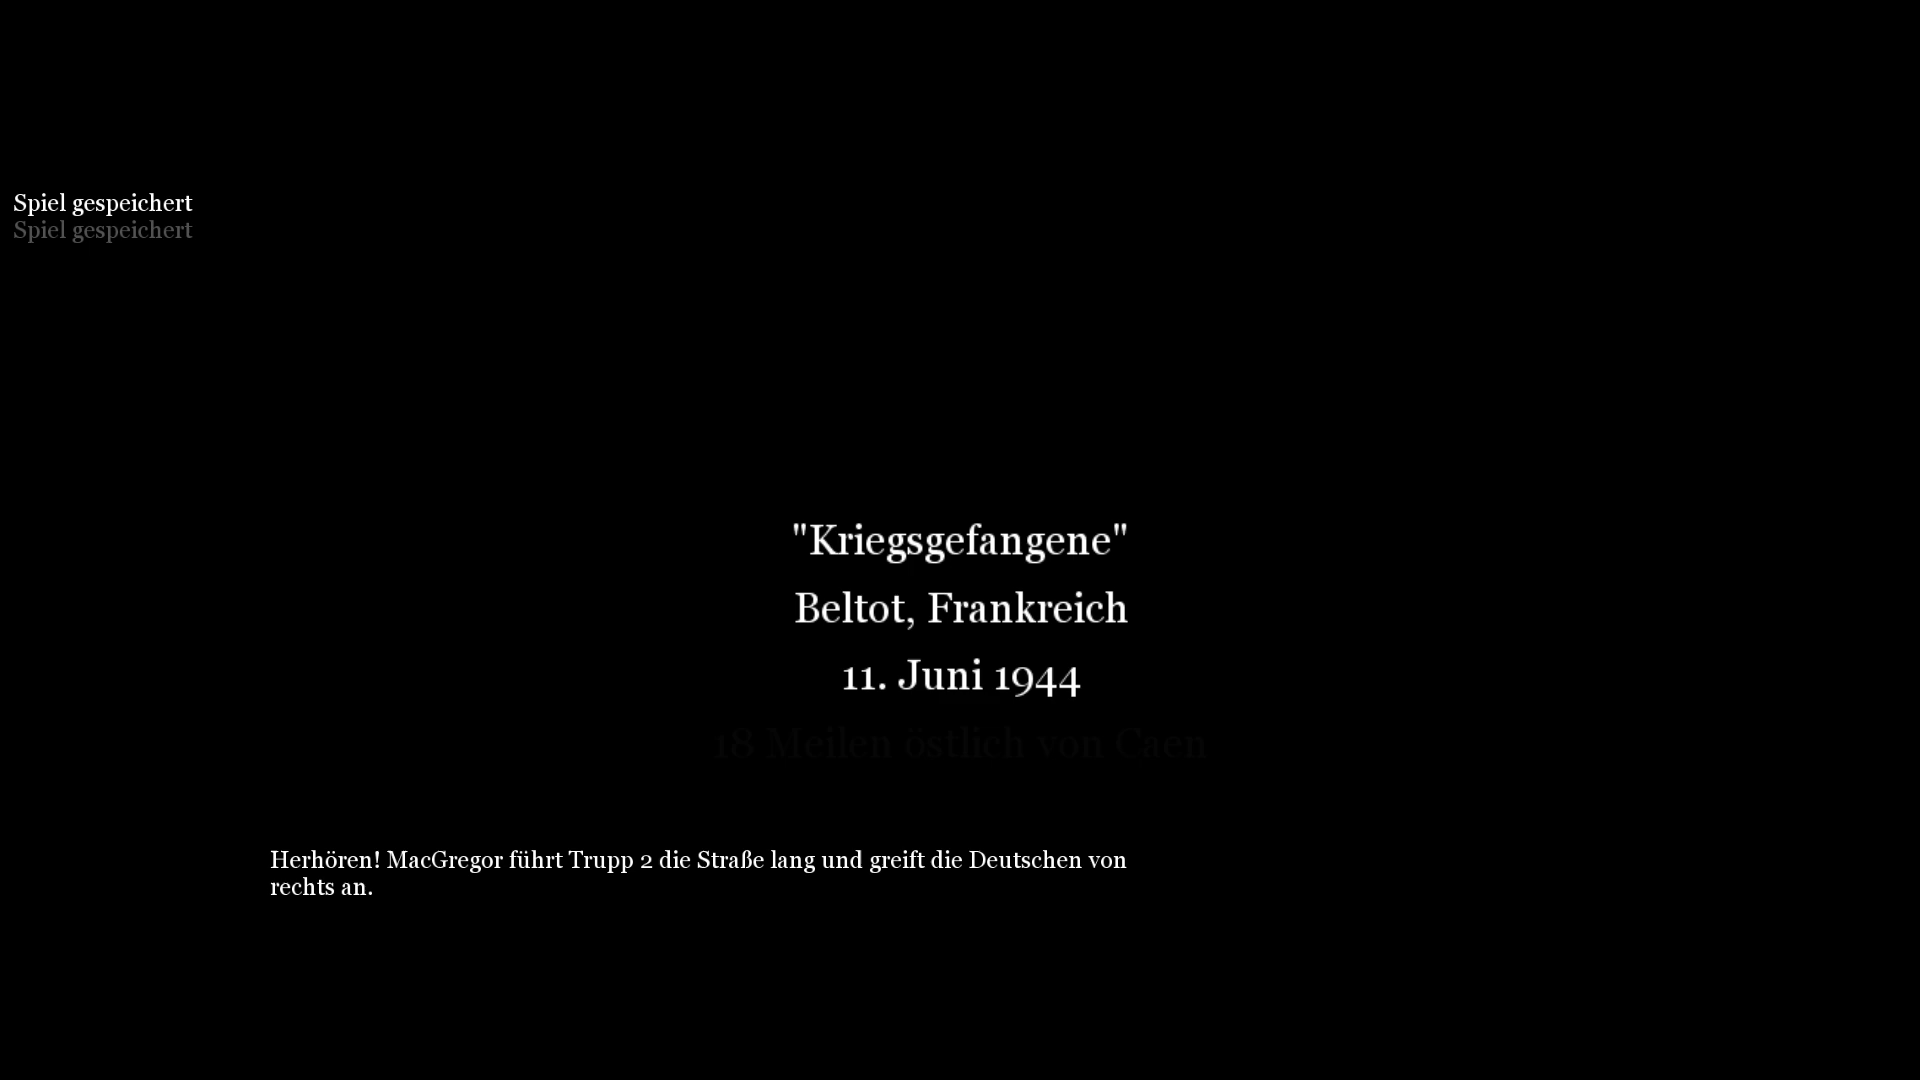 Spiel gespeichert
Spiel gespeichert
"Kriegsgefangene"
Beltot, Frankreich
11. Juni 1944
18 Meilen östlich von Caen
Herhören! MacGregor führt Trupp 2 die Straße lang und greift die Deutschen von
rechts an.